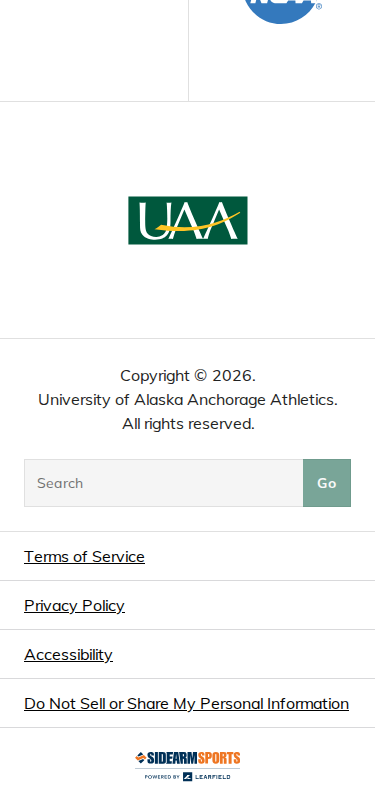 ®
UAA
Copyright © 2026.
University of Alaska Anchorage Athletics.
All rights reserved.
Search
Go
Terms of Service
Privacy Policy
Accessibility
Do Not Sell or Share My Personal Information
SIDEARMSPORTS
POWERED BY LEARFIELD